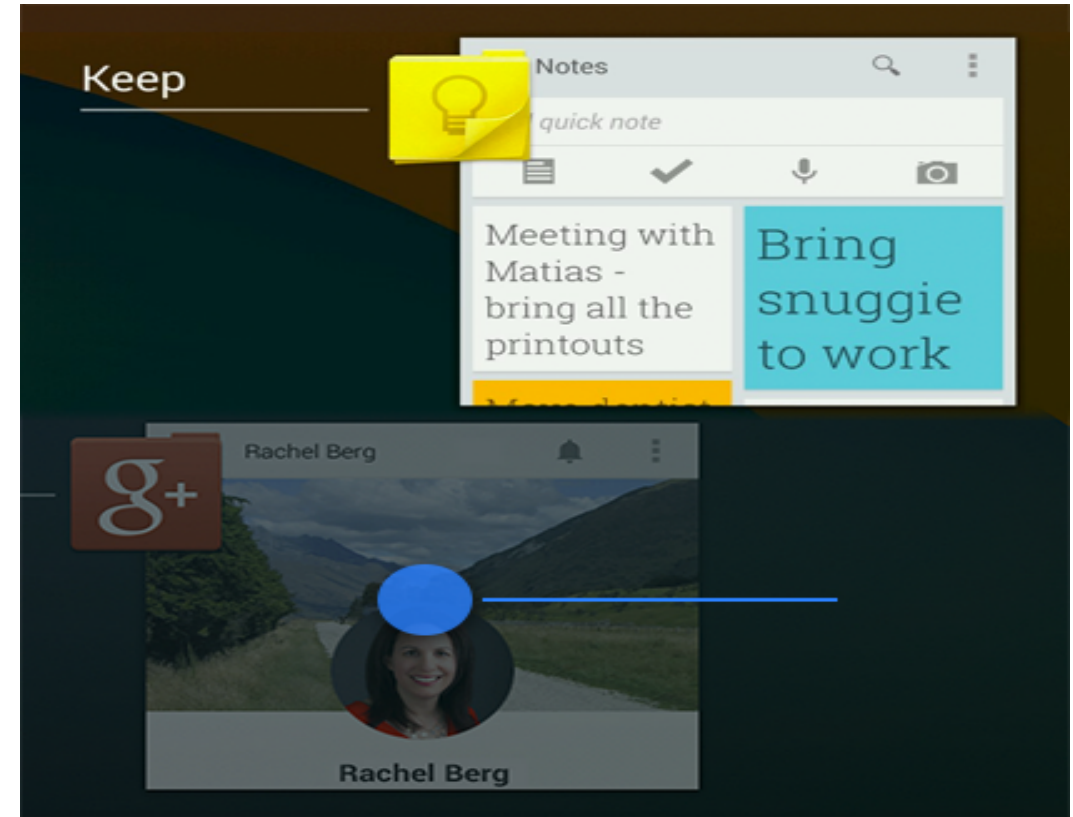 Keep
Notes
quick note
Meeting with
Matias -
bring all the
printouts
Bring
snuggie
to work
g+
Rachel Berg
Rachel Berg